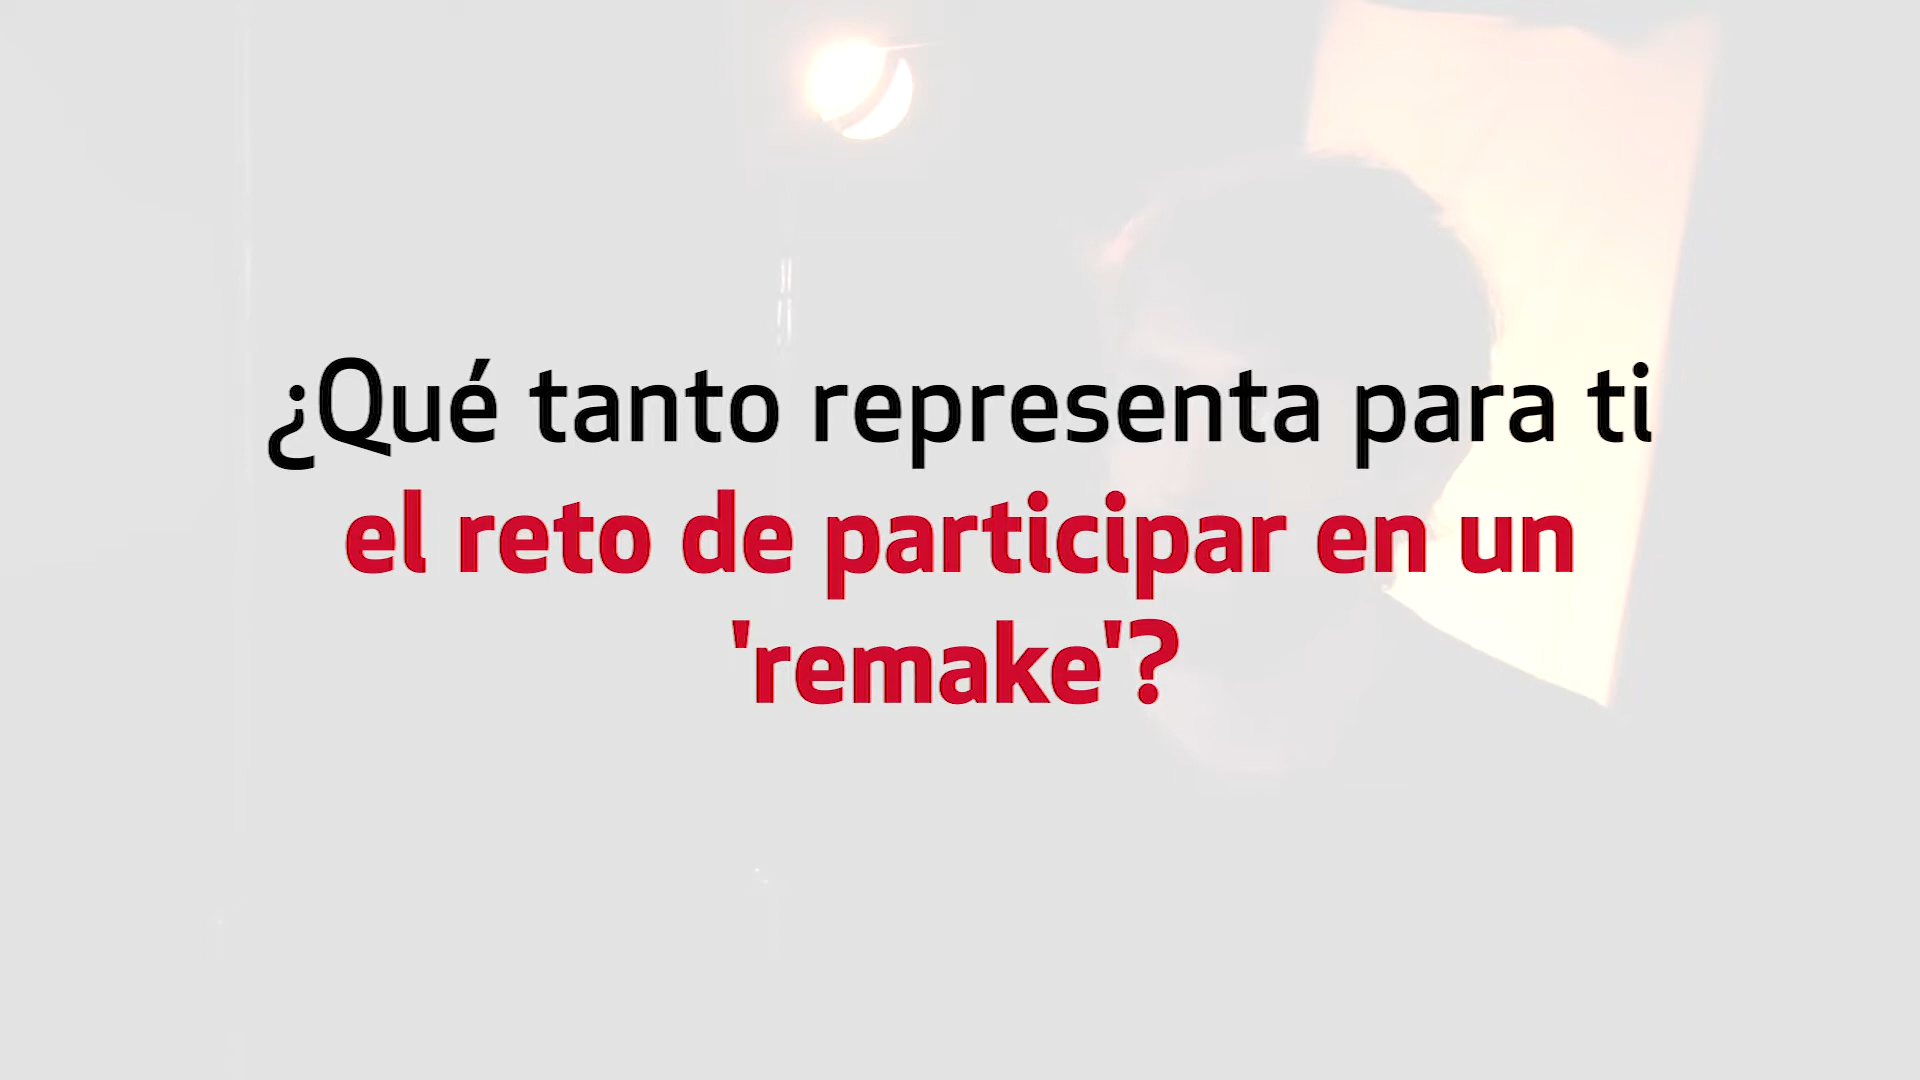 ¿Qué tanto representa para ti
el reto de participar en un
'remake'?